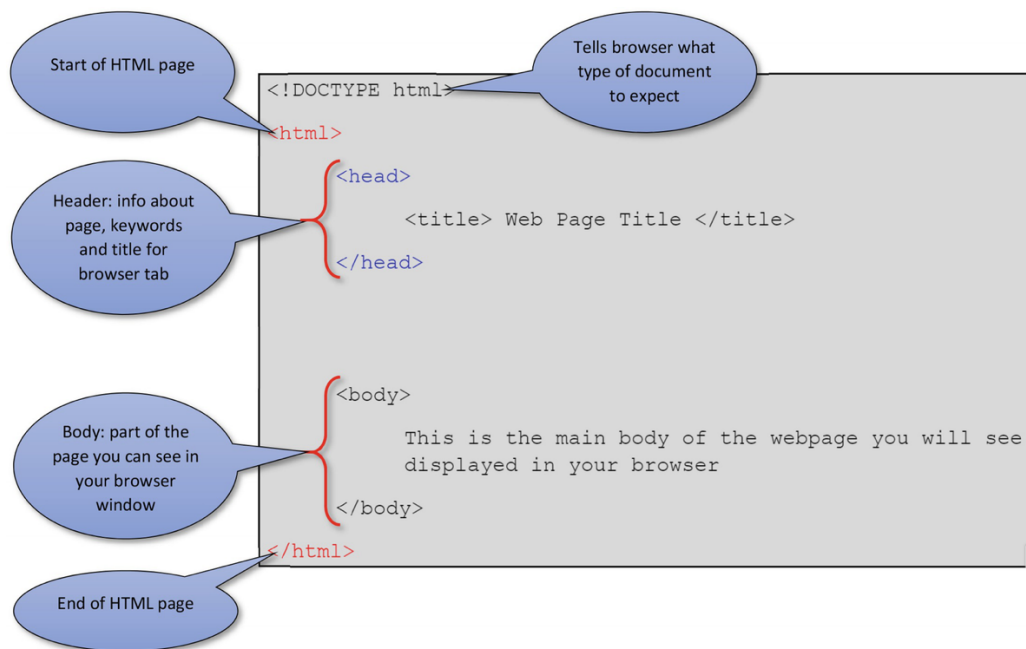 Start of HTML page
Tells browser what
type of document
to expect
<!DOCTYPE html>
<html>
Header: info about
page, keywords
and title for
browser tab
<head>
<title> Web Page Title </title>
</head>
Body: part of the
page you can see in
your browser
window
<body>
This is the main body of the webpage you will see
displayed in your browser
</body>
</html>
End of HTML page